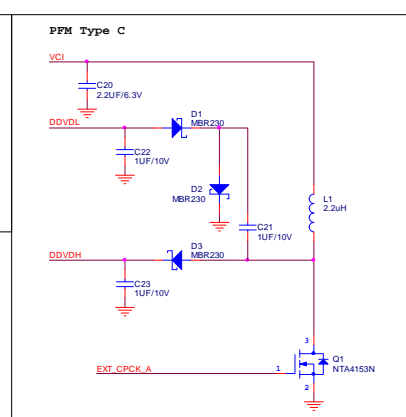 PFM Type C
VCI
C20
2.2UF/6.3V
DDVDL
D1
MBR230
C22
1UF/10V
D2
MBR230
L1
2.2uH
C21
1UF/10V
D3
MBR230
DDVDH
C23
1UF/10V
3
Q1
NTA4153N
EXT_CPCK_A
1
2